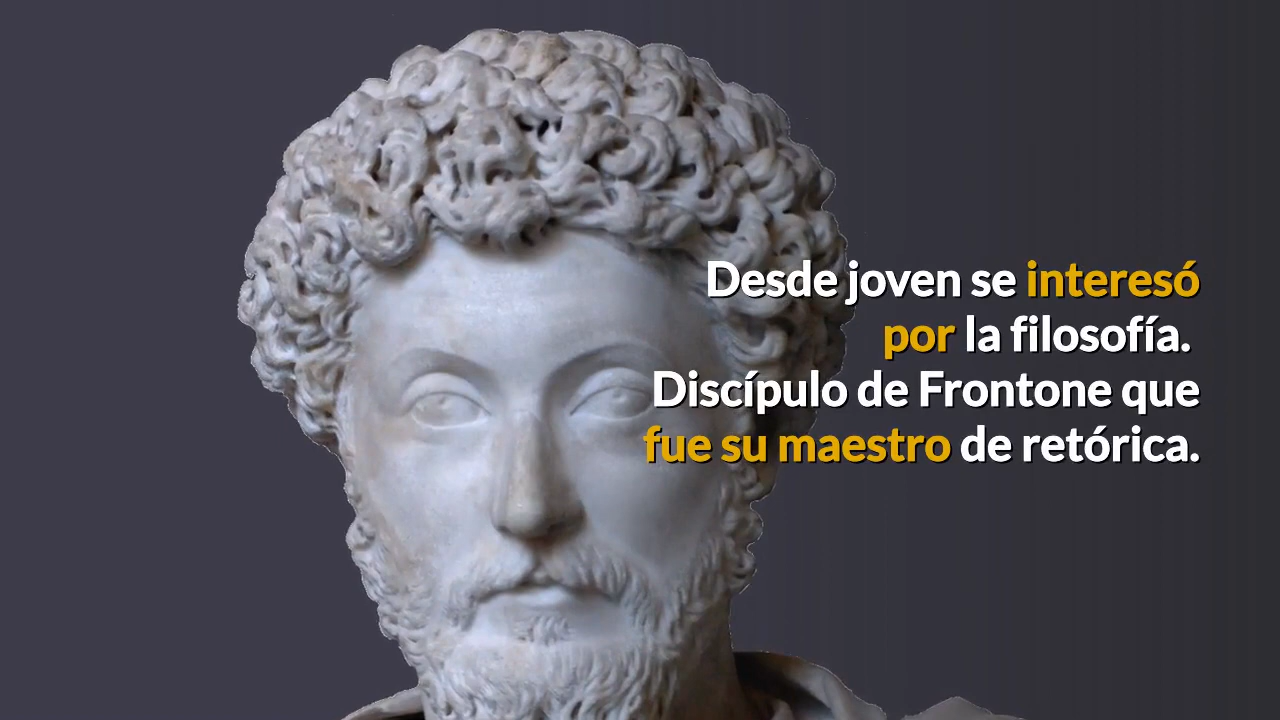 Desde joven se interesó
por la filosofía.
Discípulo de Frontone que
fue su maestro de retórica.